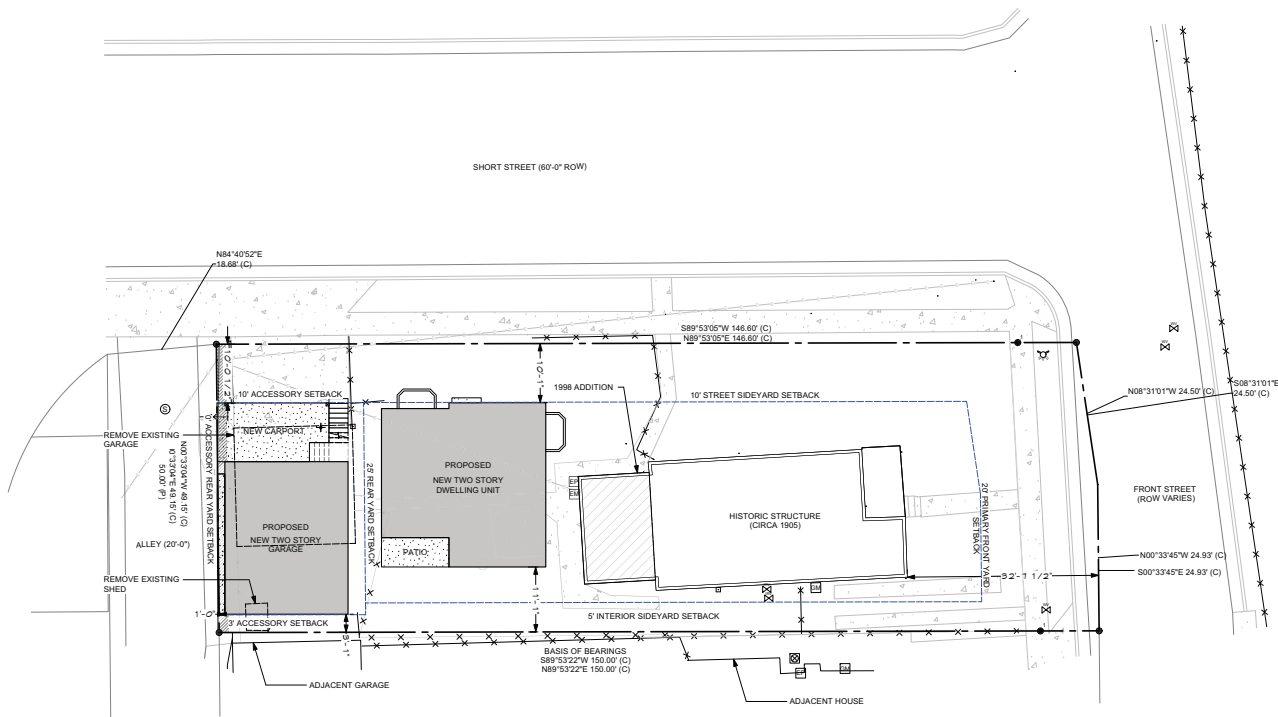 SHORT STREET (60'-0" ROW)
N84°40'52"E
18.68' (C)
S89°53'05"W 146.60' (C)
N89°53'05"E 146.60' (C)
10'-0 1/2"
10'-1"
1998 ADDITION
10' ACCESSORY SETBACK
10' STREET SIDEYARD SETBACK
N08°31'01"W 24.50' (C)
S08°31'01"E
24.50' (C)
S
REMOVE EXISTING
GARAGE
NEW CARPORT
0' ACCESSORY REAR YARD SETBACK
N00°33'04"W 49.15' (C)
50.00' (P)
25' REAR YARD SETBACK
PROPOSED
NEW TWO STORY
DWELLING UNIT
EP
EM
HISTORIC STRUCTURE
(CIRCA 1905)
20' PRIMARY FRONT YARD
SETBACK
FRONT STREET
(ROW VARIES)
PROPOSED
NEW TWO STORY
GARAGE
ALLEY (20'-0")
PATIO
N00°33'45"W 24.93' (C)
S00°33'45"E 24.93' (C)
REMOVE EXISTING
SHED
32'-1 1/2"
GM
1'-0"
3' ACCESSORY SETBACK
3'-1"
11'-1"
5' INTERIOR SIDEYARD SETBACK
BASIS OF BEARINGS
S89°53'22"W 150.00' (C)
N89°53'22"E 150.00' (C)
EP
GM
ADJACENT GARAGE
ADJACENT HOUSE